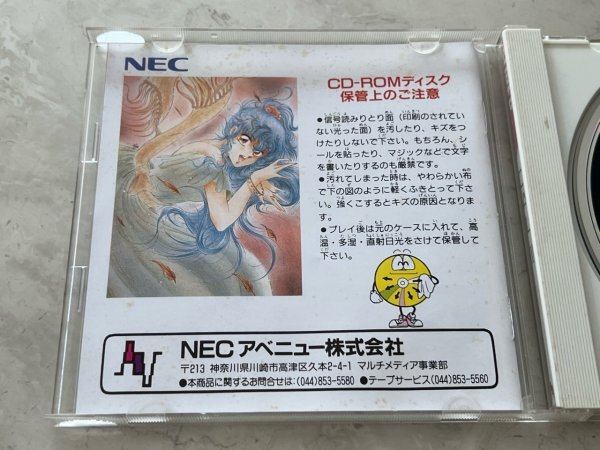 NEC
CD-ROMディスク
保管上のご注意
●信号読みとり面（印刷のされてい
ない光った面）を汚したり、キズをつ
けたりしないで下さい。もちろん、シ
ールを貼ったり、マジックなどで文字
を書いたりするのも厳禁です。
●汚れてしまった時は、やわらかい布
で下の図のように軽くふきとって下さ
い。強くこするとキズの原因となりま
す。
●プレイ後は元のケースに入れて、高
温・多湿・直射日光をさけて保管して
下さい。
NECアベニュー株式会社
〒213 神奈川県川崎市高津区久本2-4-1 マルチメディア事業部
●本商品に関するお問合せは:(044)853-5580 ●テープサービス(044)853-5560